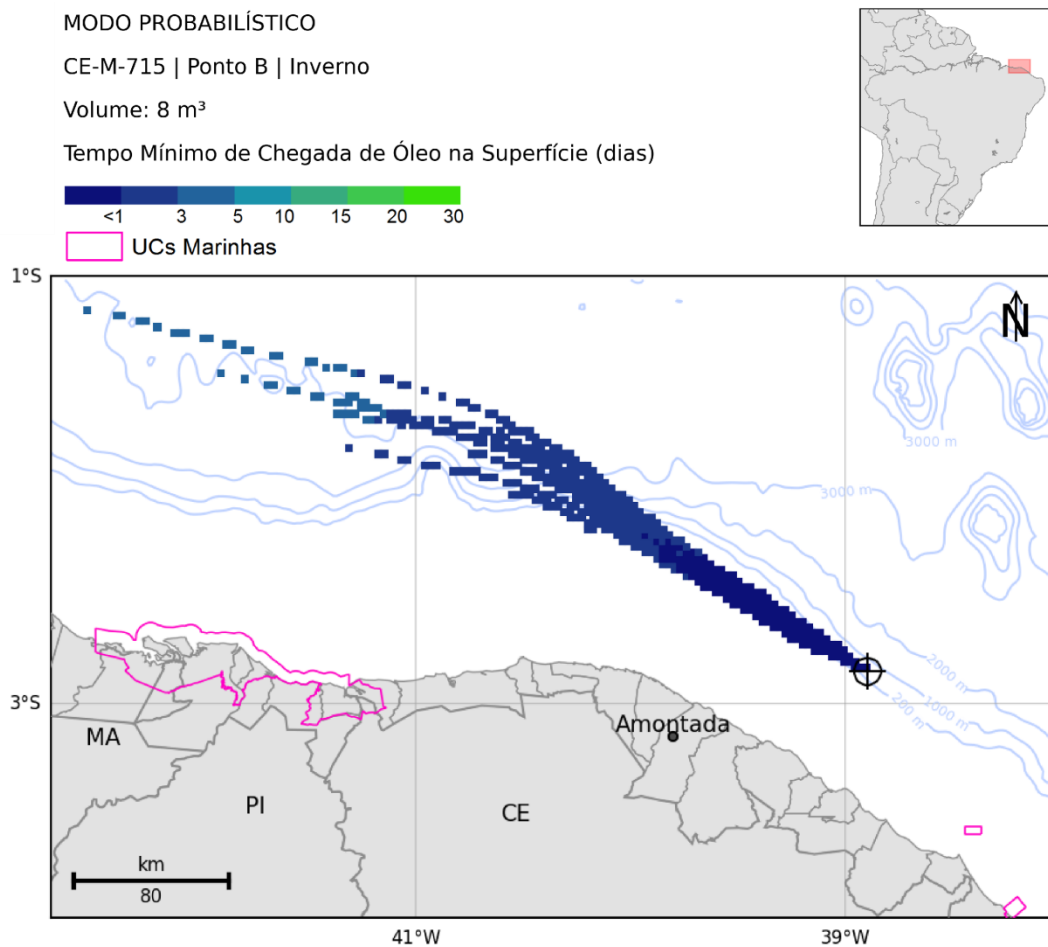 MODO PROBABILÍSTICO
CE-M-715 | Ponto B | Inverno
Volume: 8 m³
Tempo Mínimo de Chegada de Óleo na Superfície (dias)
<1 3 5 10 15 20 30
UCs Marinhas
1°S
N
3000 m
3000 m
2000 m
1000 m
200 m
3°S
Amontada
MA
PI
CE
km
80
41°W 39°W